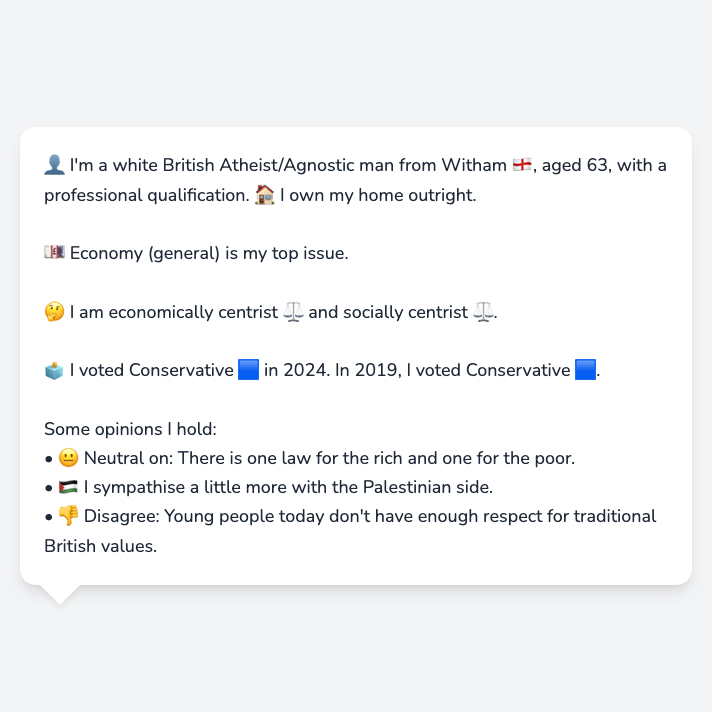 👤 I'm a white British Atheist/Agnostic man from Witham 🏴󠁧󠁢󠁥󠁮󠁧󠁿, aged 63, with a
professional qualification. 🏠 I own my home outright.
💷 Economy (general) is my top issue.
🤔 I am economically centrist ⚖️ and socially centrist ⚖️.
🗳️ I voted Conservative 🟦 in 2024. In 2019, I voted Conservative 🟦.
Some opinions I hold:
• 😐 Neutral on: There is one law for the rich and one for the poor.
• 🇵🇸 I sympathise a little more with the Palestinian side.
• 👎 Disagree: Young people today don't have enough respect for traditional
British values.